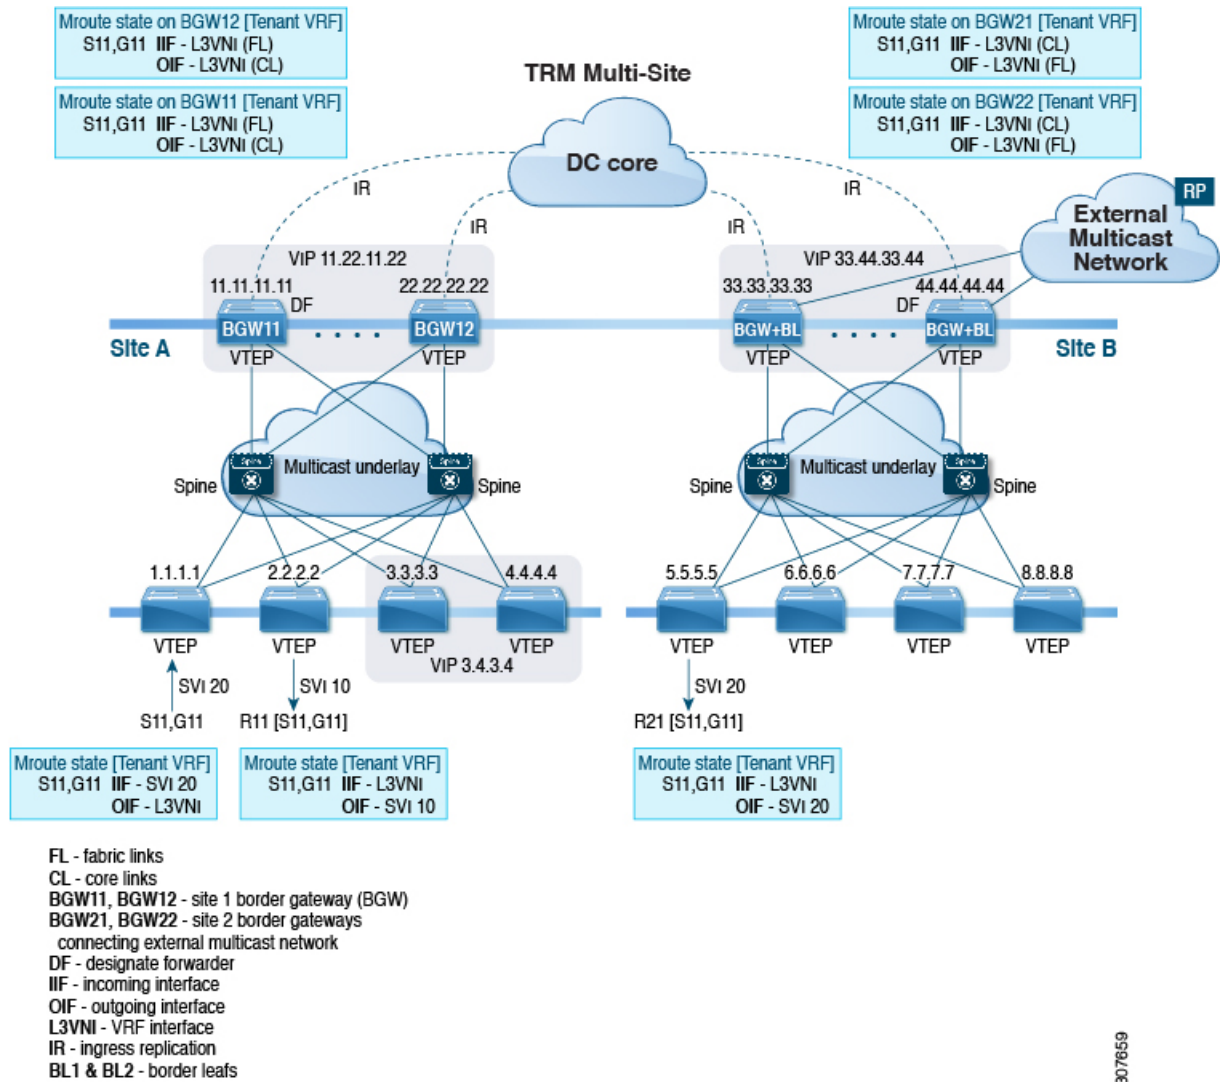 Mroute state on BGW12 [Tenant VRF]
S11,G11 IIF - L3VNI (FL)
OIF - L3VNI (CL)
Mroute state on BGW11 [Tenant VRF]
S11,G11 IIF - L3VNI (FL)
OIF - L3VNI (CL)
TRM Multi-Site
Mroute state on BGW21 [Tenant VRF]
S11,G11 IIF - L3VNI (CL)
OIF - L3VNI (FL)
Mroute state on BGW22 [Tenant VRF]
S11,G11 IIF - L3VNI (CL)
OIF - L3VNI (FL)
DC core
IR
IR
IR
IR
RP
External
Multicast
Network
VIP 11.22.11.22
VIP 33.44.33.44
11.11.11.11
22.22.22.22
33.33.33.33
44.44.44.44
DF
DF
BGW11
BGW12
BGW+BL
BGW+BL
Site A
VTEP
VTEP
VTEP
VTEP
Site B
Spine
Multicast underlay
Spine
Spine
Multicast underlay
Spine
Spine
Spine
Spine
Spine
1.1.1.1
2.2.2.2
3.3.3.3
4.4.4.4
5.5.5.5
6.6.6.6
7.7.7.7
8.8.8.8
VTEP
VTEP
VTEP
VTEP
VTEP
VTEP
VTEP
VTEP
VIP 3.4.3.4
SVI 20
SVI 10
SVI 20
S11,G11
R11 [S11,G11]
R21 [S11,G11]
Mroute state [Tenant VRF]
S11,G11 IIF - SVI 20
OIF - L3VNI
Mroute state [Tenant VRF]
S11,G11 IIF - L3VNI
OIF - SVI 10
Mroute state [Tenant VRF]
S11,G11 IIF - L3VNI
OIF - SVI 20
FL - fabric links
CL - core links
BGW11, BGW12 - site 1 border gateway (BGW)
BGW21, BGW22 - site 2 border gateways
connecting external multicast network
DF - designate forwarder
IIF - incoming interface
OIF - outgoing interface
L3VNI - VRF interface
IR - ingress replication
BL1 & BL2 - border leafs
307659